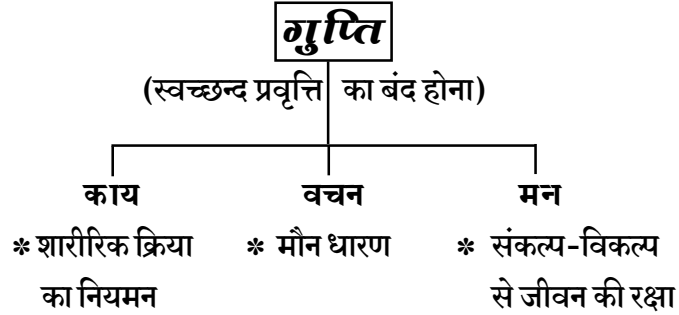 गुप्ति
(स्वच्छन्द प्रवृत्ति का बंद होना)
काय वचन मन
* शारीरिक क्रिया * मौन धारण * संकल्प-विकल्प
का नियमन से जीवन की रक्षा